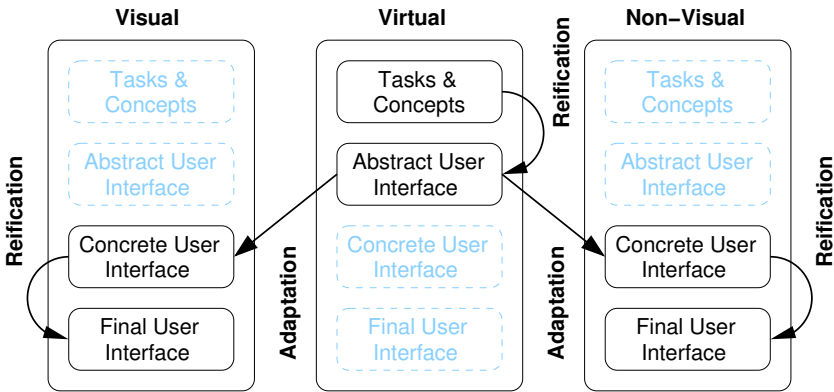 Visual
Virtual
Non−Visual
Tasks &
Concepts
Abstract User
Interface
Concrete User
Interface
Final User
Interface
Reification
Tasks &
Concepts
Abstract User
Interface
Concrete User
Interface
Final User
Interface
Reification
Adaptation
Adaptation
Tasks &
Concepts
Abstract User
Interface
Concrete User
Interface
Final User
Interface
Reification